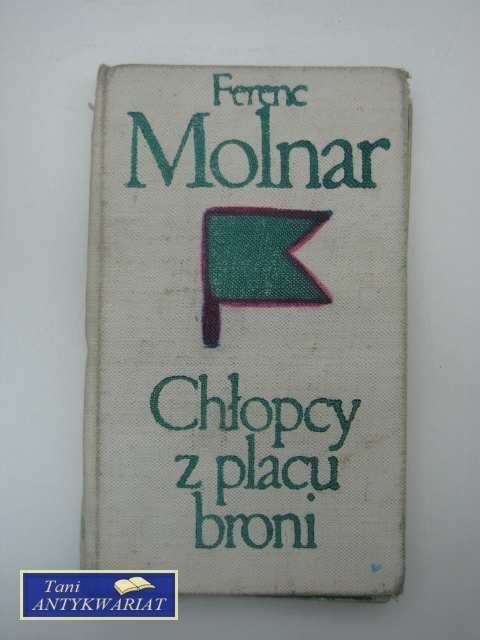 Ferenc
Molnar
Chłopcy
z placu
broni
Tani
ANTYKWARIAT